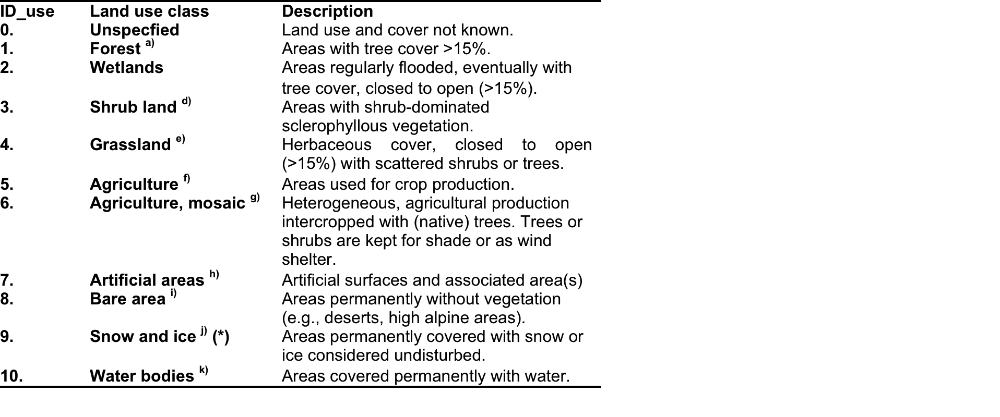 ID_use Land use class Description
0. Unspecfied Land use and cover not known.
1. Forest a) Areas with tree cover >15%.
2. Wetlands Areas regularly flooded, eventually with
tree cover, closed to open (>15%).
3. Shrub land d) Areas with shrub-dominated
sclerophyllous vegetation.
4. Grassland e) Herbaceous cover, closed to open
(>15%) with scattered shrubs or trees.
5. Agriculture f) Areas used for crop production.
6. Agriculture, mosaic g) Heterogeneous, agricultural production
intercropped with (native) trees. Trees or
shrubs are kept for shade or as wind
shelter.
7. Artificial areas h) Artificial surfaces and associated area(s)
8. Bare area i) Areas permanently without vegetation
(e.g., deserts, high alpine areas).
9. Snow and ice j) (*) Areas permanently covered with snow or
ice considered undisturbed.
10. Water bodies k) Areas covered permanently with water.